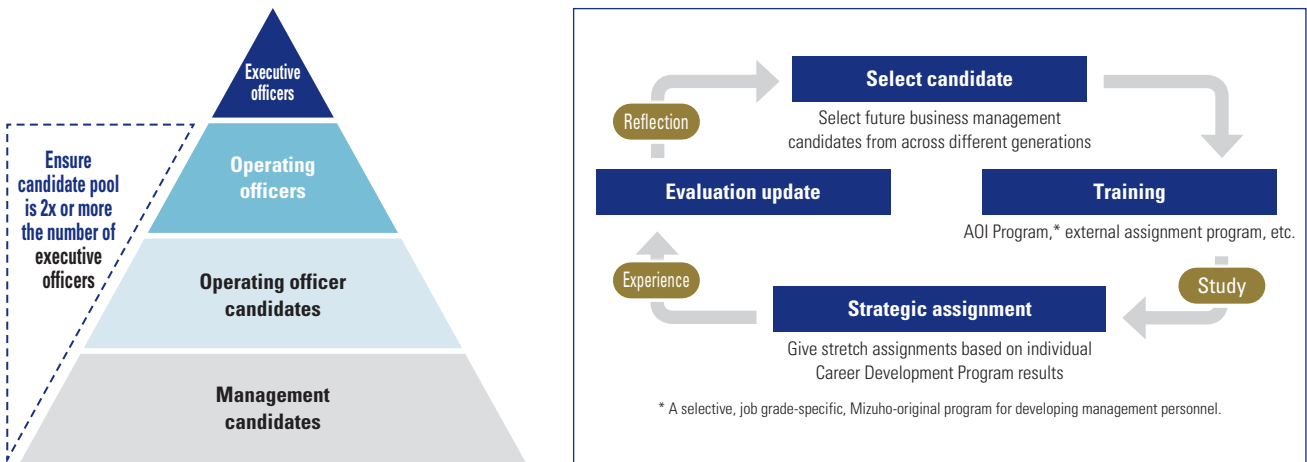 Executive
officers
Ensure
candidate pool
is 2x or more
the number of
executive
officers
Operating
officers
Operating officer
candidates
Management
candidates
Select candidate
Select future business management
candidates from across different generations
Reflection
Evaluation update
Training
AOI Program,* external assignment program, etc.
Experience
Study
Strategic assignment
Give stretch assignments based on individual
Career Development Program results
* A selective, job grade-specific, Mizuho-original program for developing management personnel.